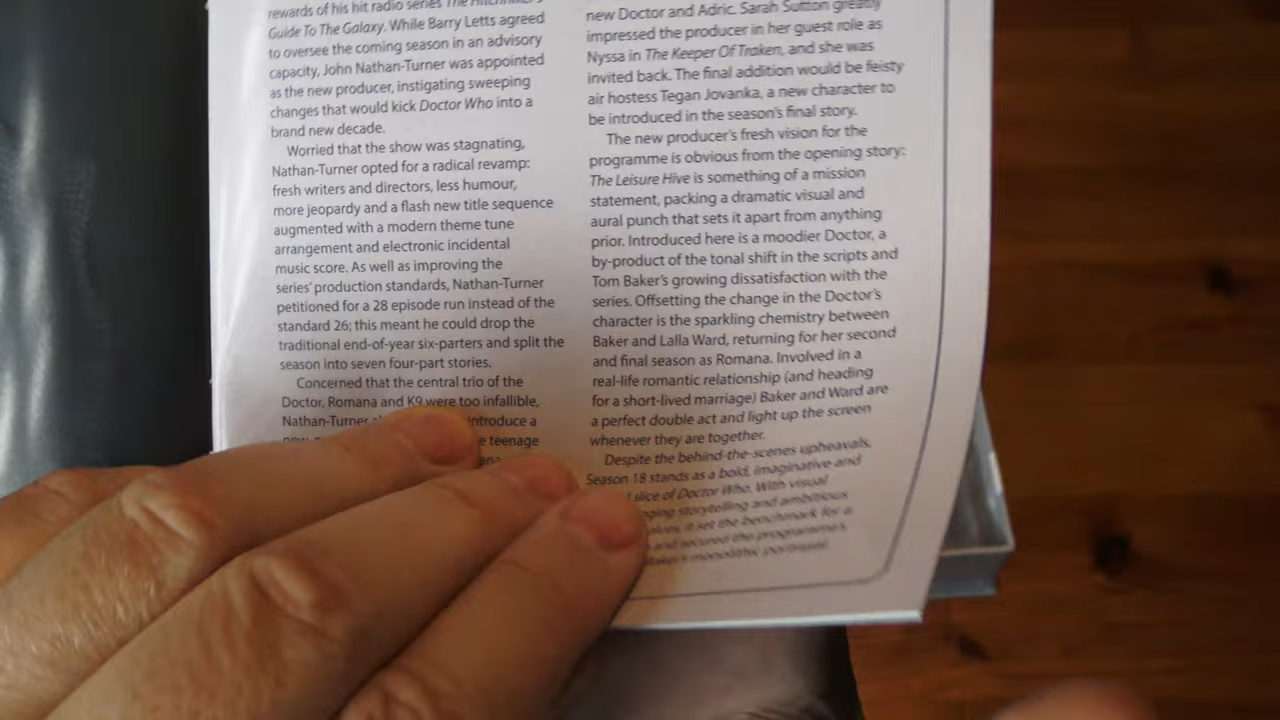 rewards of his hit radio series The Hitchhiker's
Guide To The Galaxy. While Barry Letts agreed
to oversee the coming season in an advisory
capacity, John Nathan-Turner was appointed
as the new producer, instigating sweeping
changes that would kick Doctor Who into a
brand new decade.
Worried that the show was stagnating,
Nathan-Turner opted for a radical revamp:
fresh writers and directors, less humour,
more jeopardy and a flash new title sequence
augmented with a modern theme tune
arrangement and electronic incidental
music score. As well as improving the
series' production standards, Nathan-Turner
petitioned for a 28 episode run instead of the
standard 26; this meant he could drop the
traditional end-of-year six-parters and split the
season into seven four-part stories.
Concerned that the central trio of the
Doctor, Romana and K9 were too infallible,
Nathan-Turner introduce a
teenage
new Doctor and Adric. Sarah Sutton greatly
impressed the producer in her guest role as
Nyssa in The Keeper Of Traken, and she was
invited back. The final addition would be feisty
air hostess Tegan Jovanka, a new character to
be introduced in the season's final story.
The new producer's fresh vision for the
programme is obvious from the opening story:
The Leisure Hive is something of a mission
statement, packing a dramatic visual and
aural punch that sets it apart from anything
prior. Introduced here is a moodier Doctor, a
by-product of the tonal shift in the scripts and
Tom Baker's growing dissatisfaction with the
series. Offsetting the change in the Doctor's
character is the sparkling chemistry between
Baker and Lalla Ward, returning for her second
and final season as Romana. Involved in a
real-life romantic relationship (and heading
for a short-lived marriage) Baker and Ward are
a perfect double act and light up the screen
whenever they are together.
Despite the behind-the-scenes upheavals,
Season 18 stands as a bold, imaginative and
slice of Doctor Who. With visual
storytelling and ambitious
it set the benchmark for a
and secured the programme's
monolithic portrayal.